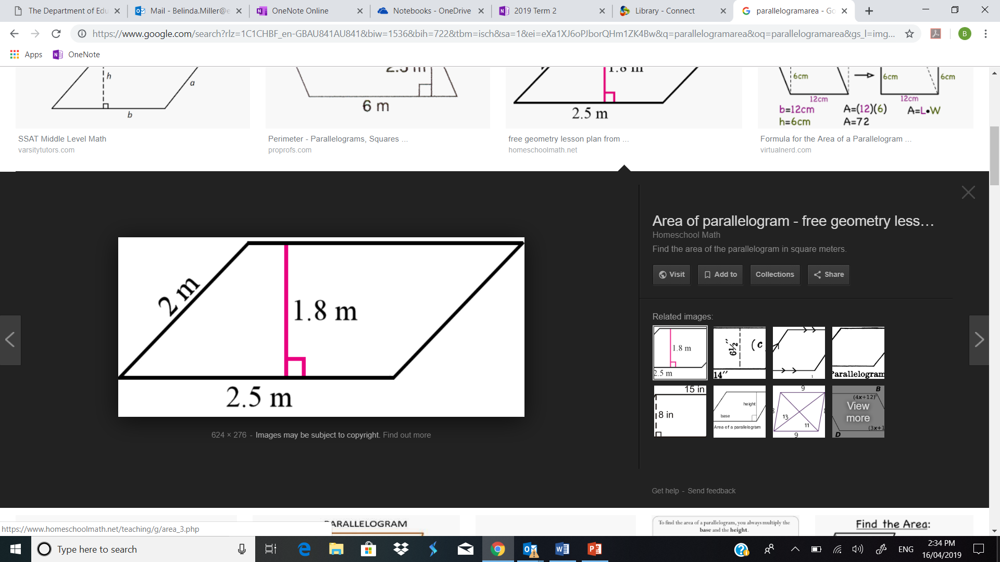 The Department of Edu
Mail - Belinda.Miller@e
OneNote Online
Notebooks - OneDrive
2019 Term 2
Library - Connect
parallelogramarea - Go
https://www.google.com/search?rlz=1C1CHBF_en-GBAU841AU841&biw=1536&bih=722&tbm=isch&sa=1&ei=eXa1XJ6oPJborQHm1ZK4Bw&q=parallelogramarea&oq=parallelogramarea&gs_l=img...
B
Apps
OneNote
h
a
b
2.5 m
6 m
1.8 m
2.5 m
6cm
6cm
6cm
12cm
12cm
b=12cm
A=(12)(6)
A=L•W
h=6cm
A=72
SSAT Middle Level Math
varsitytutors.com
Perimeter - Parallelograms, Squares ...
proprofs.com
free geometry lesson plan from ...
homeschoolmath.net
Formula for the Area of a Parallelogram ...
virtualnerd.com
2 m
1.8 m
2.5 m
624 × 276 - Images may be subject to copyright. Find out more
Area of parallelogram - free geometry less...
Homeschool Math
Find the area of the parallelogram in square meters.
Visit
Add to
Collections
Share
Related images:
1.8 m
2.5 m
6½″
(c
14″
Parallelogram
15 in
8 in
height
base
Area of a parallelogram
9
13
11
9
B
(4x+12)°
View
more
(3x+1
D
Get help - Send feedback
PARALLELOGRAM
To find the area of a parallelogram, you always multiply the
base and the height.
Find the Area:
https://www.homeschoolmath.net/teaching/g/area_3.php
Type here to search
ENG
2:34 PM
16/04/2019